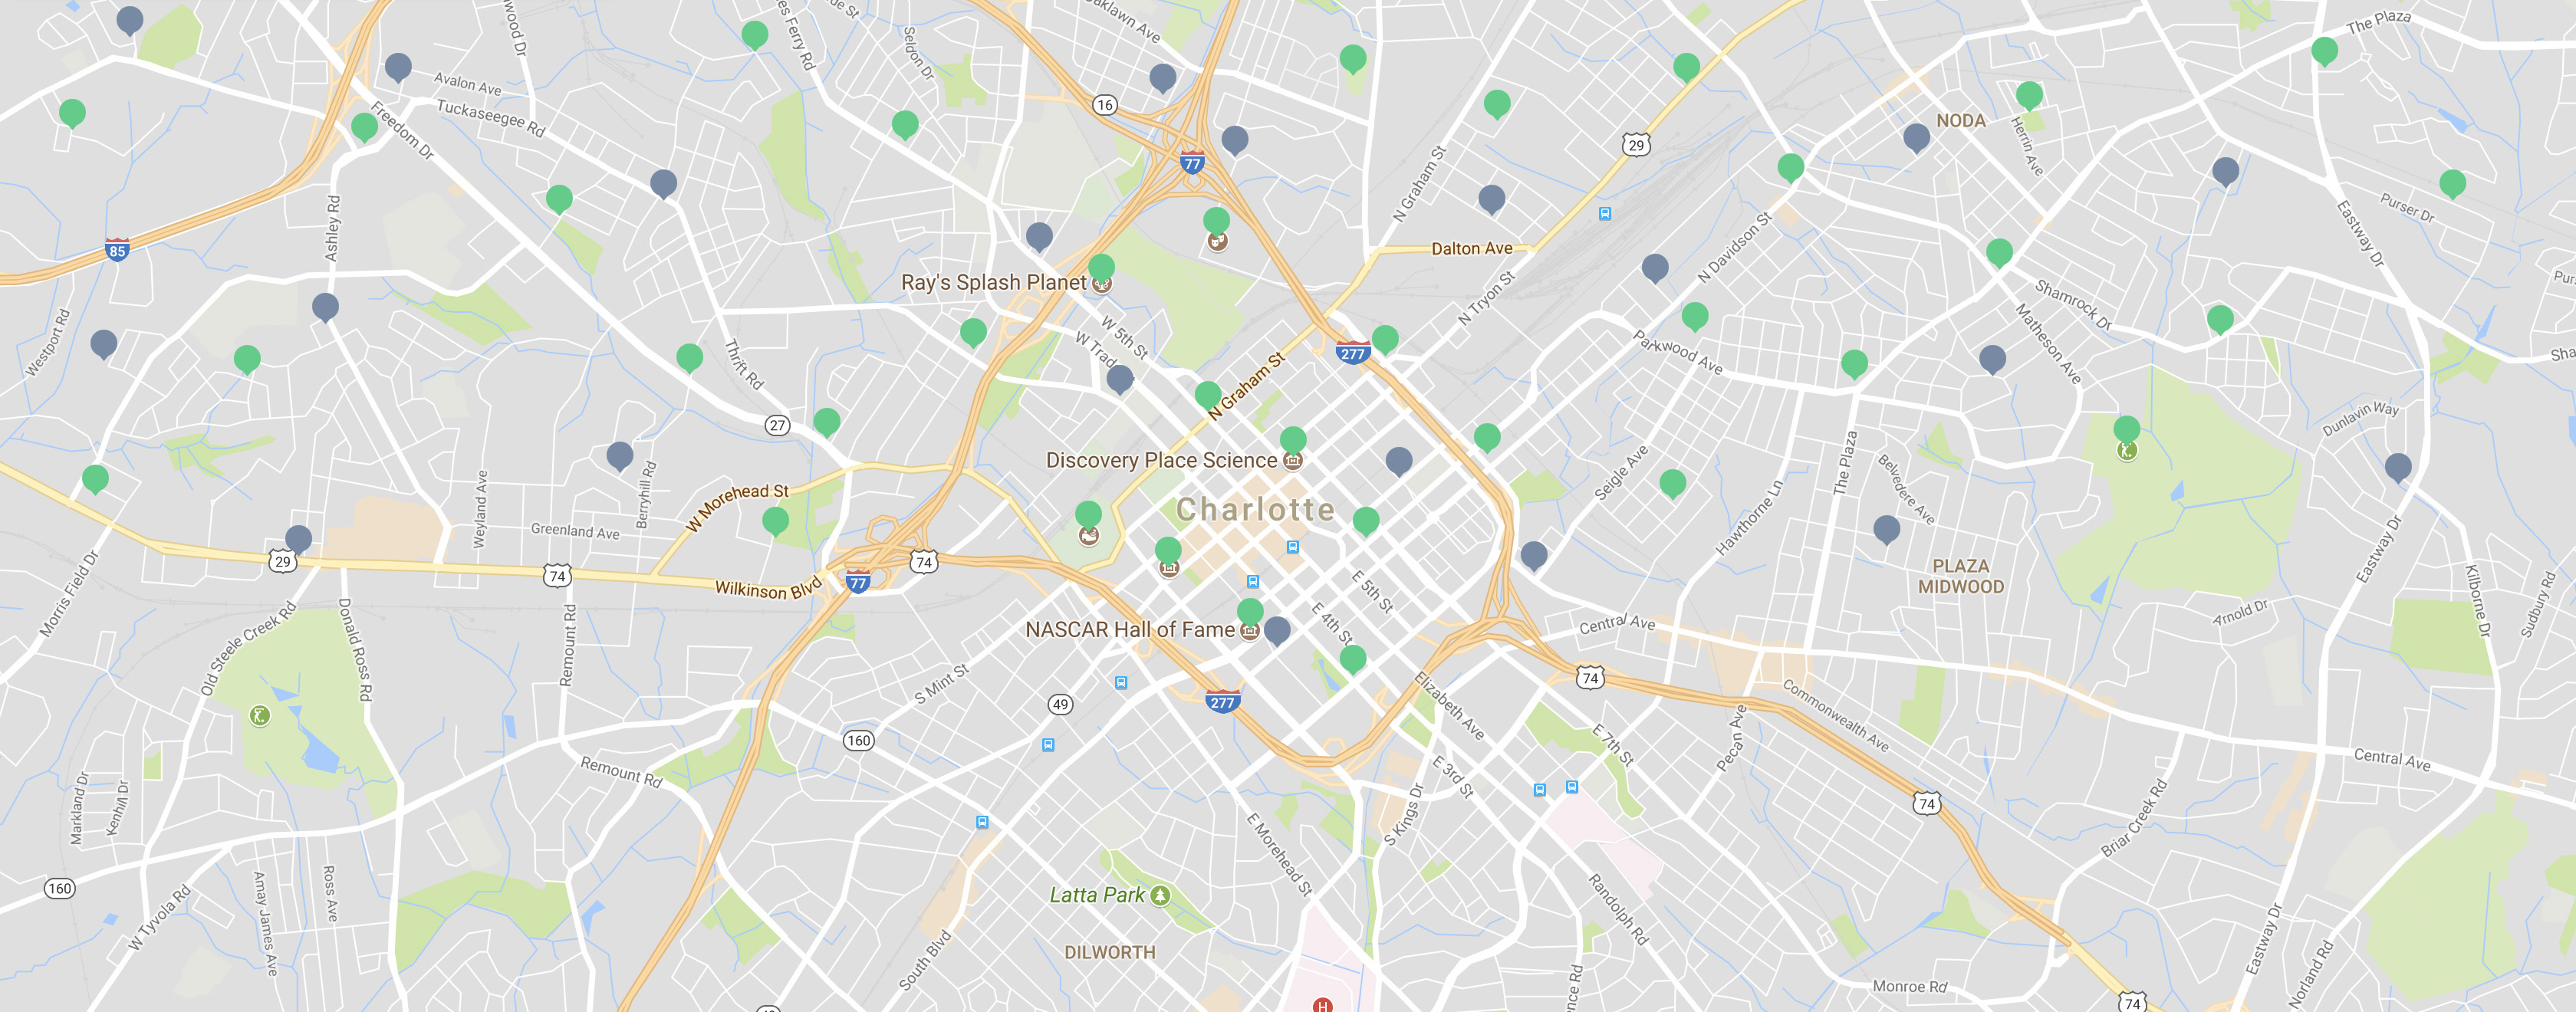 Oaklawn Ave
The Plaza
Seldon Dr
Avalon Ave
Tuckaseegee Rd
Freedom Dr
16
77
29
NODA
Herrin Ave
N Graham St
Purser Dr
Eastway Dr
Ashley Rd
85
Dalton Ave
N Davidson St
Ray's Splash Planet
N Tryon St
Shamrock Dr
Matheson Ave
Westport Rd
W 5th St
W Trad
277
Parkwood Ave
Thrift Rd
N Graham St
27
Dunlavin Way
Discovery Place Science
Seigle Ave
The Plaza
Belvedere Ave
Berryhill Rd
Weyland Ave
W Morehead St
Charlotte
Hawthorne Ln
Greenland Ave
29
74
Wilkinson Blvd
77
74
PLAZA
MIDWOOD
Eastway Dr
Morris Field Dr
E 5th St
E 4th St
Central Ave
Arnold Dr
Kilborne Dr
Sudbury Rd
Old Steele Creek Rd
Donald Ross Rd
Remount Rd
NASCAR Hall of Fame
S Mint St
74
277
49
160
Elizabeth Ave
Commonwealth Ave
Pecan Ave
E 7th St
Central Ave
Remount Rd
E 3rd St
Markland Dr
Kenhill Dr
S Kings Dr
74
Briar Creek Rd
E Morehead St
160
W Tyvola Rd
Amay James Ave
Ross Ave
Latta Park
Randolph Rd
DILWORTH
South Blvd
Eastway Dr
Norland Rd
Monroe Rd
74
H